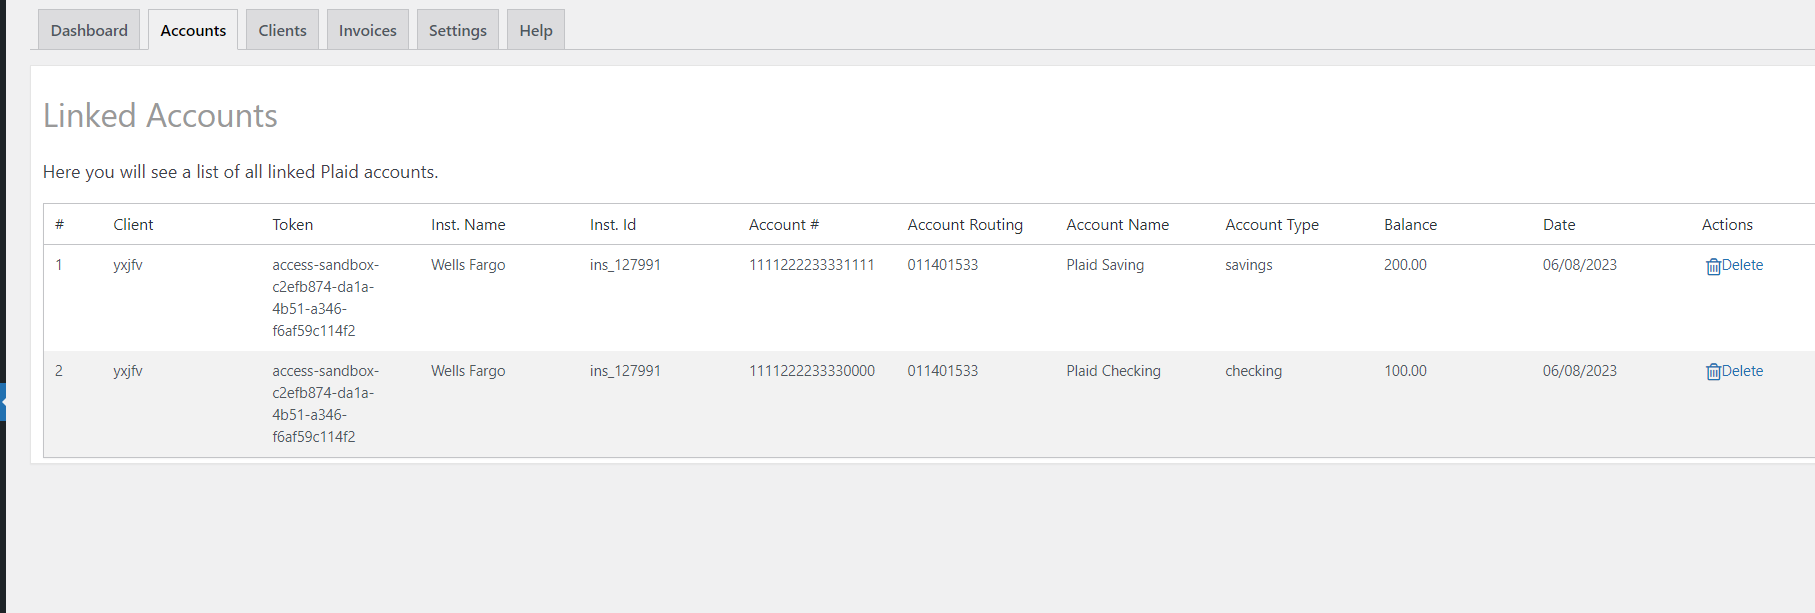 Dashboard Accounts Clients Invoices Settings Help
Linked Accounts
Here you will see a list of all linked Plaid accounts.
# Client Token Inst. Name Inst. Id Account # Account Routing Account Name Account Type Balance Date Actions
1 yxjfv access-sandbox- Wells Fargo ins_127991 1111222233331111 011401533 Plaid Saving savings 200.00 06/08/2023 Delete
c2efb874-da1a-
4b51-a346-
f6af59c114f2
2 yxjfv access-sandbox- Wells Fargo ins_127991 1111222233330000 011401533 Plaid Checking checking 100.00 06/08/2023 Delete
c2efb874-da1a-
4b51-a346-
f6af59c114f2